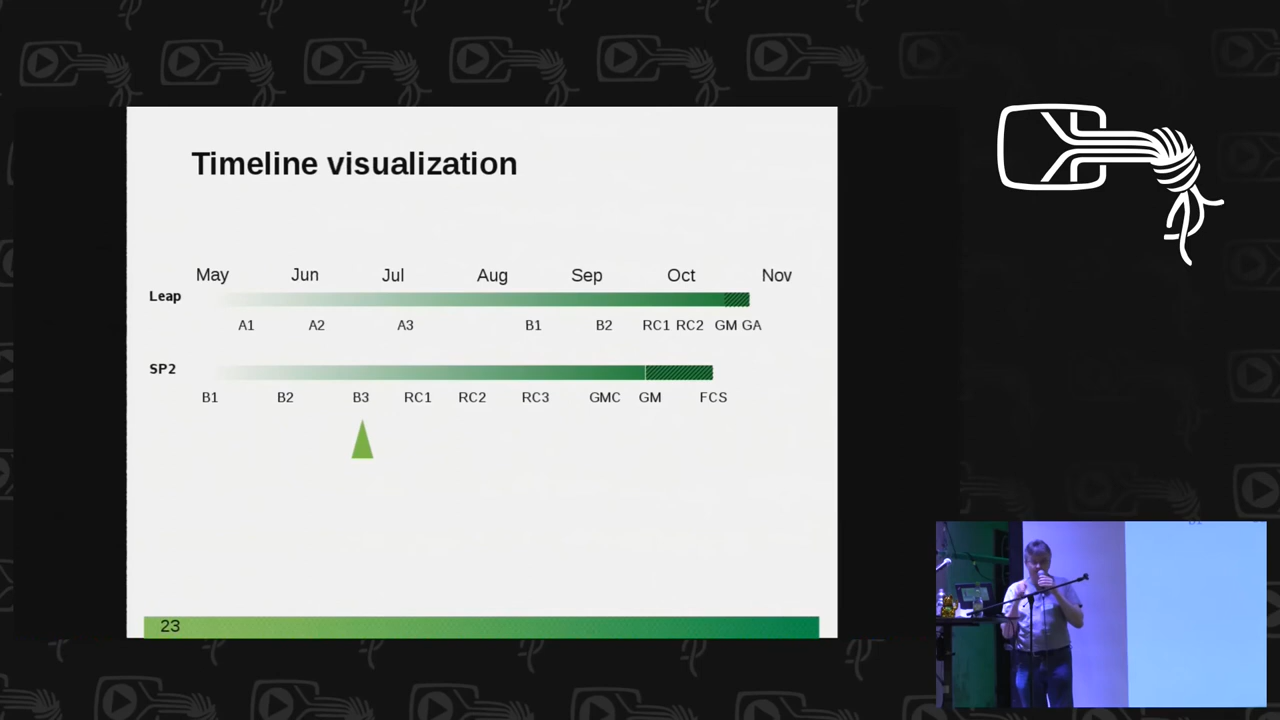 Timeline visualization
May Jun Jul Aug Sep Oct Nov
Leap
A1 A2 A3 B1 B2 RC1 RC2 GM GA
SP2
B1 B2 B3 RC1 RC2 RC3 GMC GM FCS
23